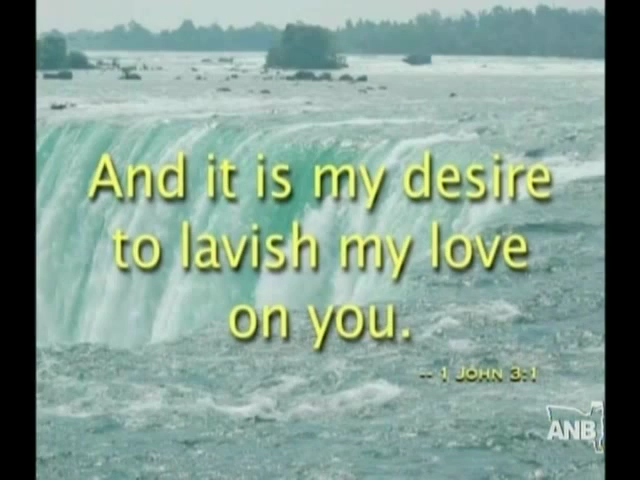 And it is my desire
to lavish my love
on you.
-- 1 JOHN 3:1
ANB